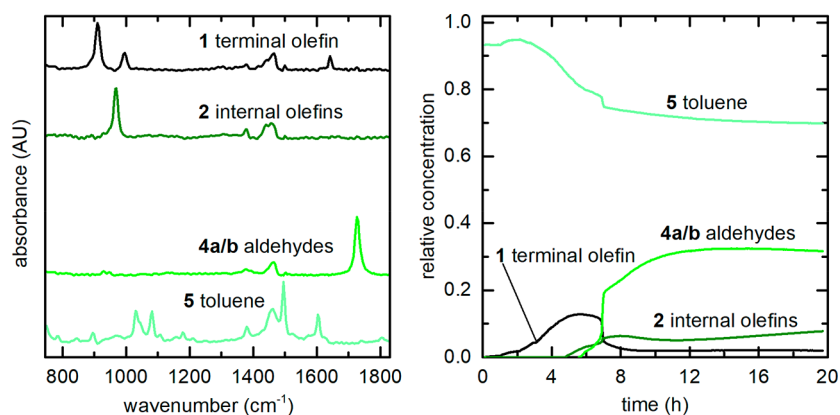 1 terminal olefin
2 internal olefins
4a/b aldehydes
5 toluene
absorbance (AU)
800 1000 1200 1400 1600 1800
wavenumber (cm-1)
5 toluene
4a/b aldehydes
1 terminal olefin
2 internal olefins
relative concentration
1.0
0.8
0.6
0.4
0.2
0.0
0 4 8 12 16 20
time (h)